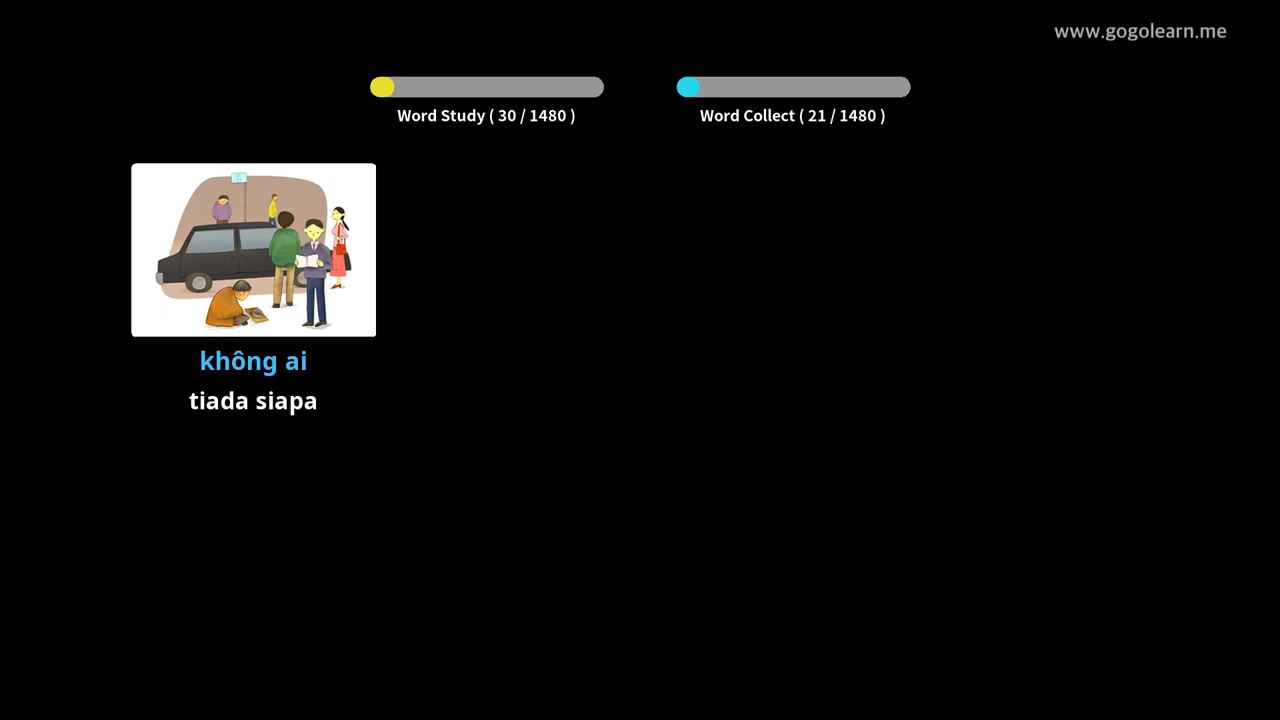 www.gogolearn.me
Word Study ( 30 / 1480 )
Word Collect ( 21 / 1480 )
không ai
tiada siapa